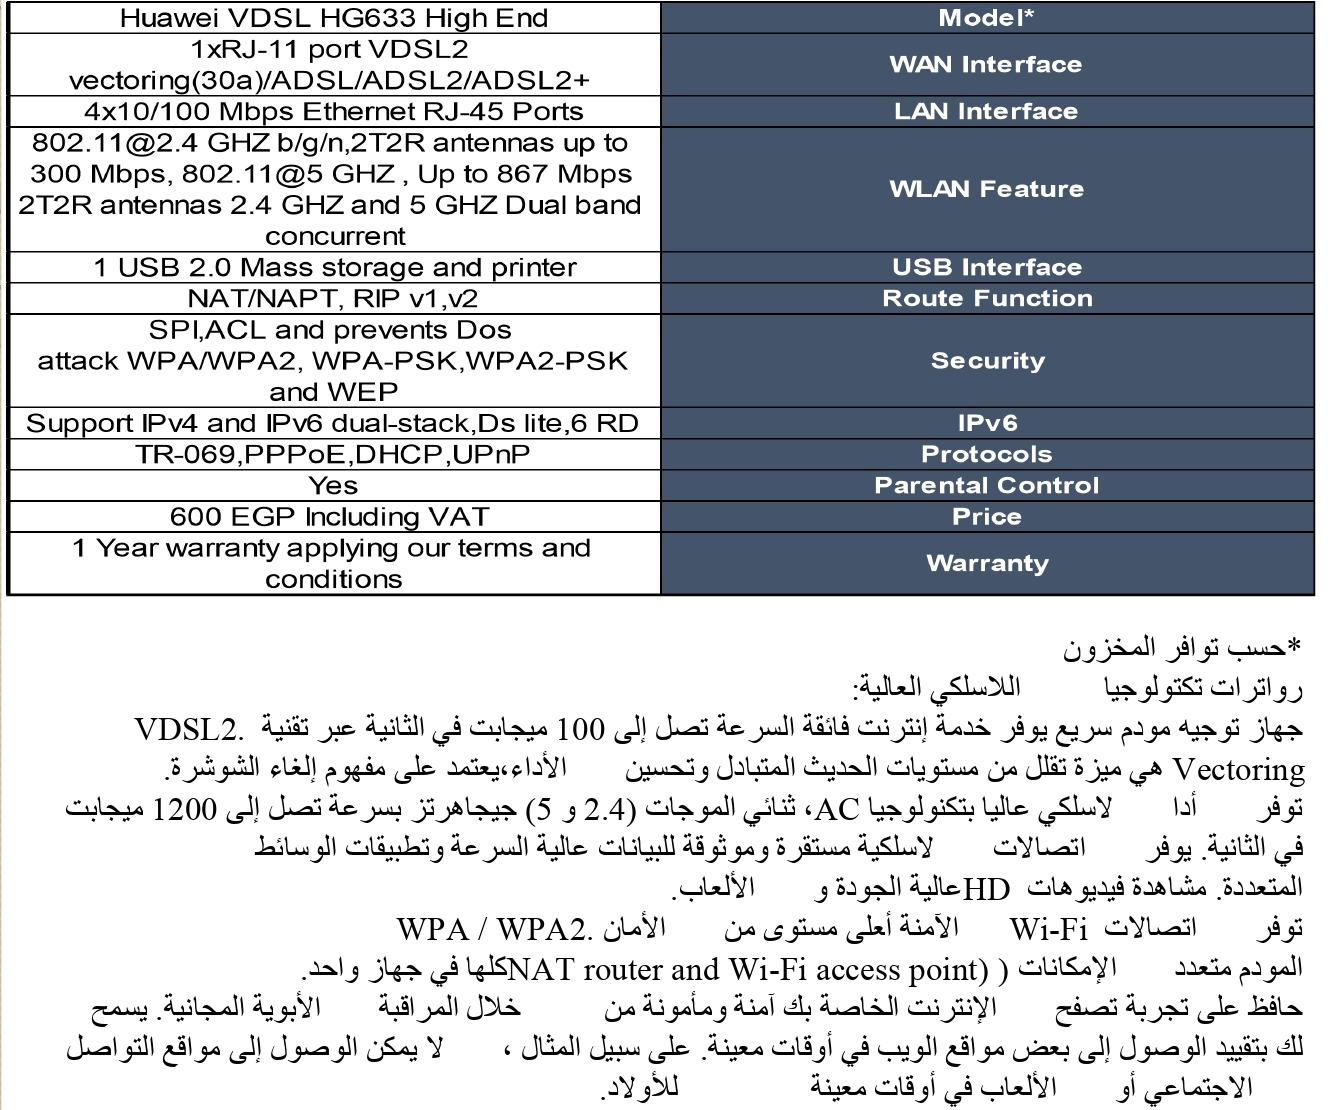 Huawei VDSL HG633 High End
Model*
1xRJ-11 port VDSL2
vectoring(30a)/ADSL/ADSL2/ADSL2+
WAN Interface
4x10/100 Mbps Ethernet RJ-45 Ports
LAN Interface
802.11@2.4 GHZ b/g/n,2T2R antennas up to
300 Mbps, 802.11@5 GHZ , Up to 867 Mbps
2T2R antennas 2.4 GHZ and 5 GHZ Dual band
concurrent
WLAN Feature
1 USB 2.0 Mass storage and printer
USB Interface
NAT/NAPT, RIP v1,v2
Route Function
SPI,ACL and prevents Dos
attack WPA/WPA2, WPA-PSK,WPA2-PSK
and WEP
Security
Support IPv4 and IPv6 dual-stack,Ds lite,6 RD
IPv6
TR-069,PPPoE,DHCP,UPnP
Protocols
Yes
Parental Control
600 EGP Including VAT
Price
1 Year warranty applying our terms and
conditions
Warranty
*حسب توافر المخزون
رواترات تكنولوجيا اللاسلكي العالية:
جهاز توجيه مودم سريع يوفر خدمة إنترنت فائقة السرعة تصل إلى 100 ميجابت في الثانية عبر تقنية VDSL2.
Vectoring هي ميزة تقلل من مستويات الحديث المتبادل وتحسين الأداء،يعتمد على مفهوم إلغاء الشوشرة.
توفر أدا لاسلكي عاليا بتكنولوجيا AC، ثنائي الموجات (2.4 و 5) جيجاهرتز بسرعة تصل إلى 1200 ميجابت
في الثانية. يوفر اتصالات لاسلكية مستقرة وموثوقة للبيانات عالية السرعة وتطبيقات الوسائط
المتعددة. مشاهدة فيديوهات HDعالية الجودة و الألعاب.
توفر اتصالات Wi-Fi الآمنة أعلى مستوى من الأمان .WPA / WPA2
المودم متعدد الإمكانات ( (NAT router and Wi-Fi access pointكلها في جهاز واحد.
حافظ على تجربة تصفح الإنترنت الخاصة بك آمنة ومأمونة من خلال المراقبة الأبوية المجانية. يسمح
لك بتقييد الوصول إلى بعض مواقع الويب في أوقات معينة. على سبيل المثال ، لا يمكن الوصول إلى مواقع التواصل
الاجتماعي أو الألعاب في أوقات معينة للأولاد.